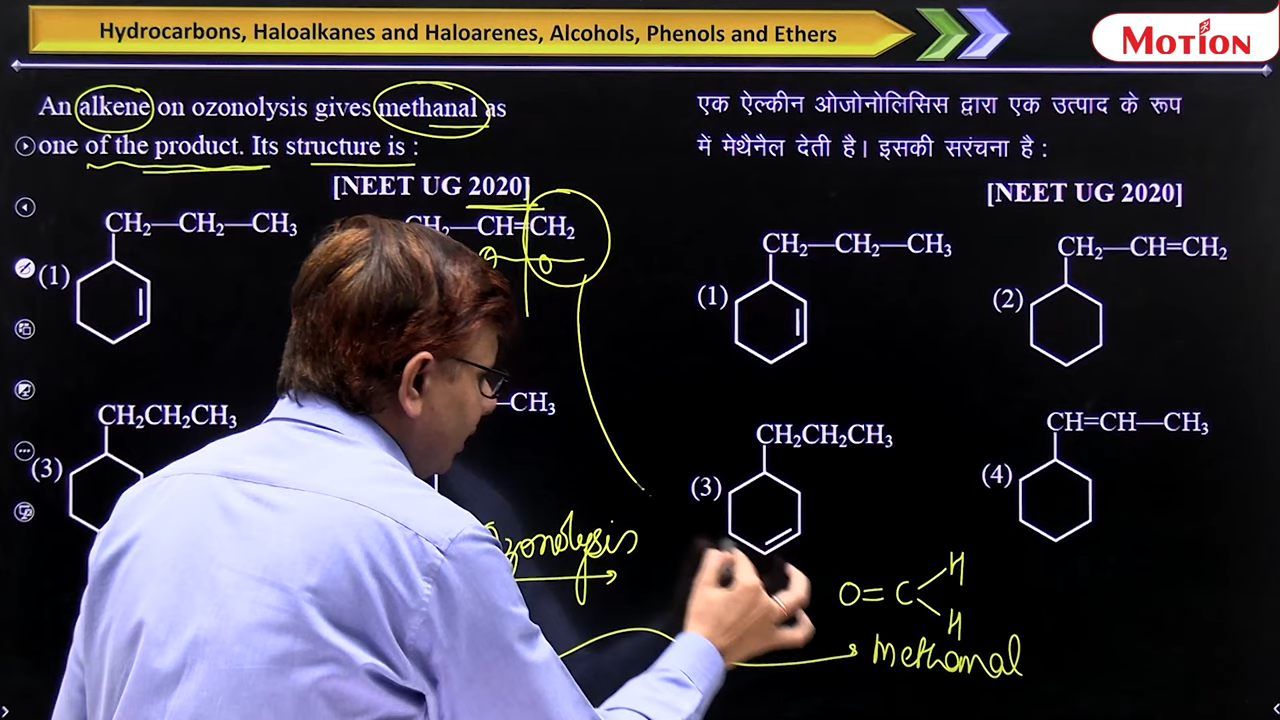 Hydrocarbons, Haloalkanes and Haloarenes, Alcohols, Phenols and Ethers
MOTION
An alkene on ozonolysis gives methanal as
one of the product. Its structure is :
[NEET UG 2020]
CH₂—CH₂—CH₃
(1)
CH₂—CH=CH₂
CH₂CH₂CH₃
(3)
—CH₃
Ozonolysis
एक ऐल्कीन ओजोनोलिसिस द्वारा एक उत्पाद के रूप
में मेथैनैल देती है। इसकी सरंचना है :
[NEET UG 2020]
CH₂—CH₂—CH₃
(1)
CH₂—CH=CH₂
(2)
CH₂CH₂CH₃
(3)
CH=CH—CH₃
(4)
O=C
H
H
Methanal